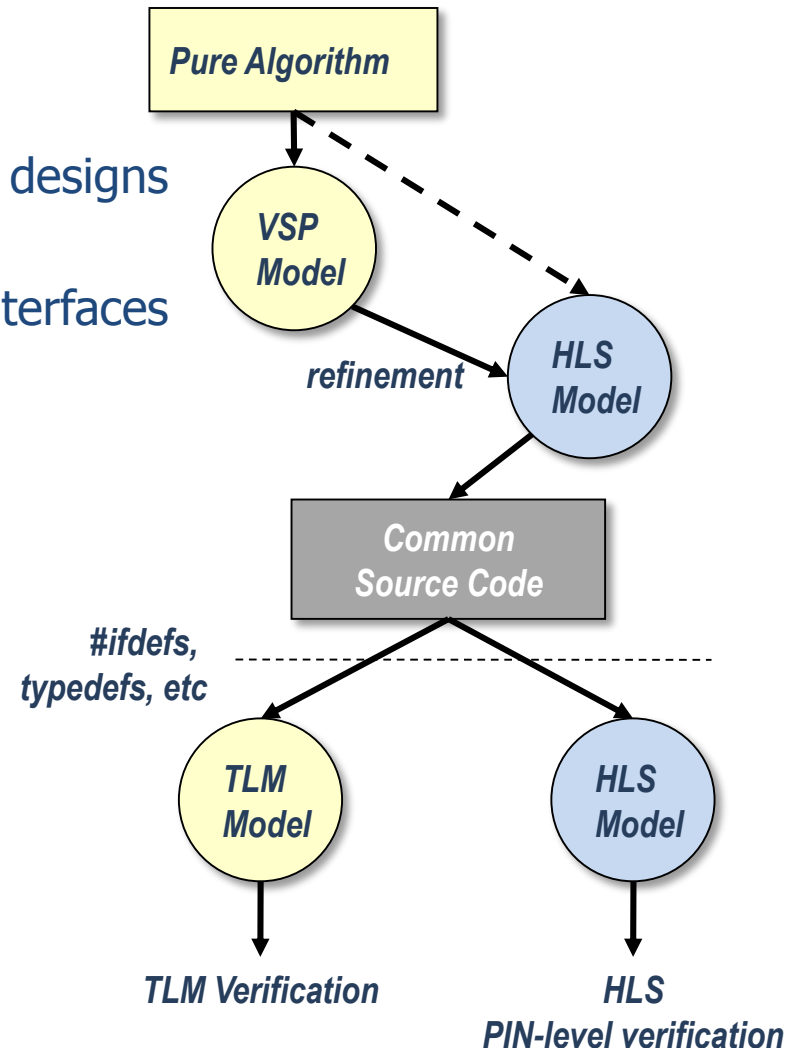 Pure Algorithm
designs
VSP
Model
terfaces
refinement
HLS
Model
Common
Source Code
#ifdefs,
typedefs, etc
TLM
Model
HLS
Model
TLM Verification
HLS
PIN-level verification